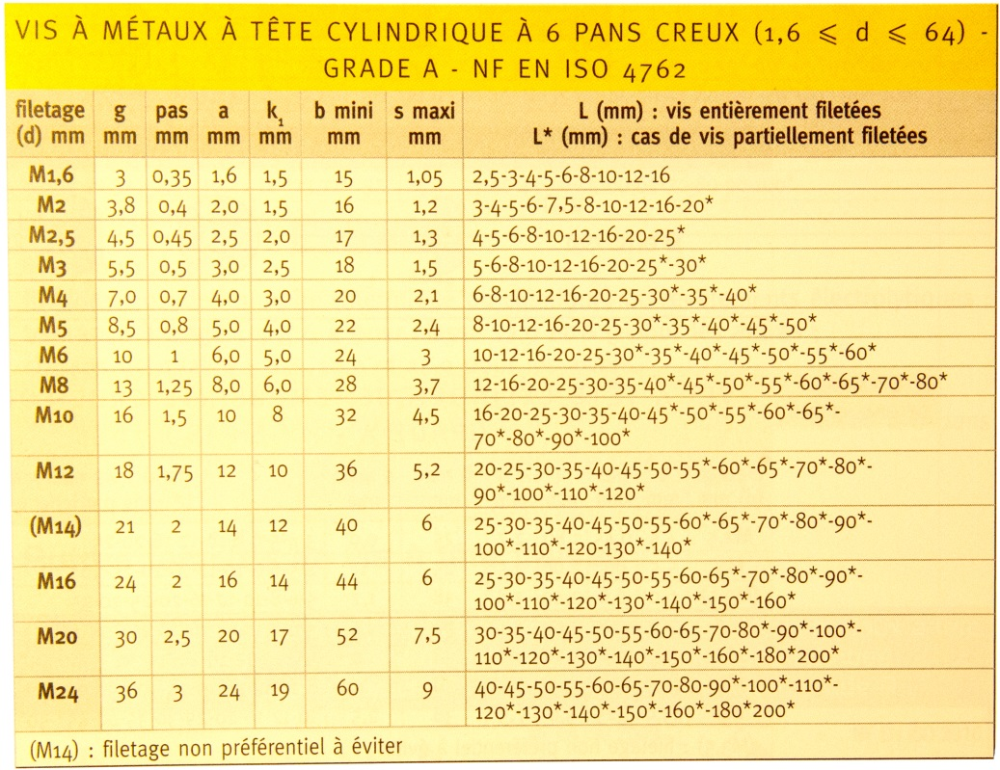 VIS À MÉTAUX À TÊTE CYLINDRIQUE À 6 PANS CREUX (1,6 ⩽ d ⩽ 64) -
GRADE A - NF EN ISO 4762
filetage g pas a k1 b mini s maxi L (mm) : vis entièrement filetées
(d) mm mm mm mm mm mm mm L* (mm) : cas de vis partiellement filetées
M1,6 3 0,35 1,6 1,5 15 1,05 2,5-3-4-5-6-8-10-12-16
M2 3,8 0,4 2,0 1,5 16 1,2 3-4-5-6-7,5-8-10-12-16-20*
M2,5 4,5 0,45 2,5 2,0 17 1,3 4-5-6-8-10-12-16-20-25*
M3 5,5 0,5 3,0 2,5 18 1,5 5-6-8-10-12-16-20-25*-30*
M4 7,0 0,7 4,0 3,0 20 2,1 6-8-10-12-16-20-25-30*-35*-40*
M5 8,5 0,8 5,0 4,0 22 2,4 8-10-12-16-20-25-30*-35*-40*-45*-50*
M6 10 1 6,0 5,0 24 3 10-12-16-20-25-30*-35*-40*-45*-50*-55*-60*
M8 13 1,25 8,0 6,0 28 3,7 12-16-20-25-30-35-40*-45*-50*-55*-60*-65*-70*-80*
M10 16 1,5 10 8 32 4,5 16-20-25-30-35-40-45*-50*-55*-60*-65*-
70*-80*-90*-100*
M12 18 1,75 12 10 36 5,2 20-25-30-35-40-45-50-55*-60*-65*-70*-80*-
90*-100*-110*-120*
(M14) 21 2 14 12 40 6 25-30-35-40-45-50-55-60*-65*-70*-80*-90*-
100*-110*-120-130*-140*
M16 24 2 16 14 44 6 25-30-35-40-45-50-55-60-65*-70*-80*-90*-
100*-110*-120*-130*-140*-150*-160*
M20 30 2,5 20 17 52 7,5 30-35-40-45-50-55-60-65-70-80*-90*-100*-
110*-120*-130*-140*-150*-160*-180*200*
M24 36 3 24 19 60 9 40-45-50-55-60-65-70-80-90*-100*-110*-
120*-130*-140*-150*-160*-180*200*
(M14) : filetage non préférentiel à éviter